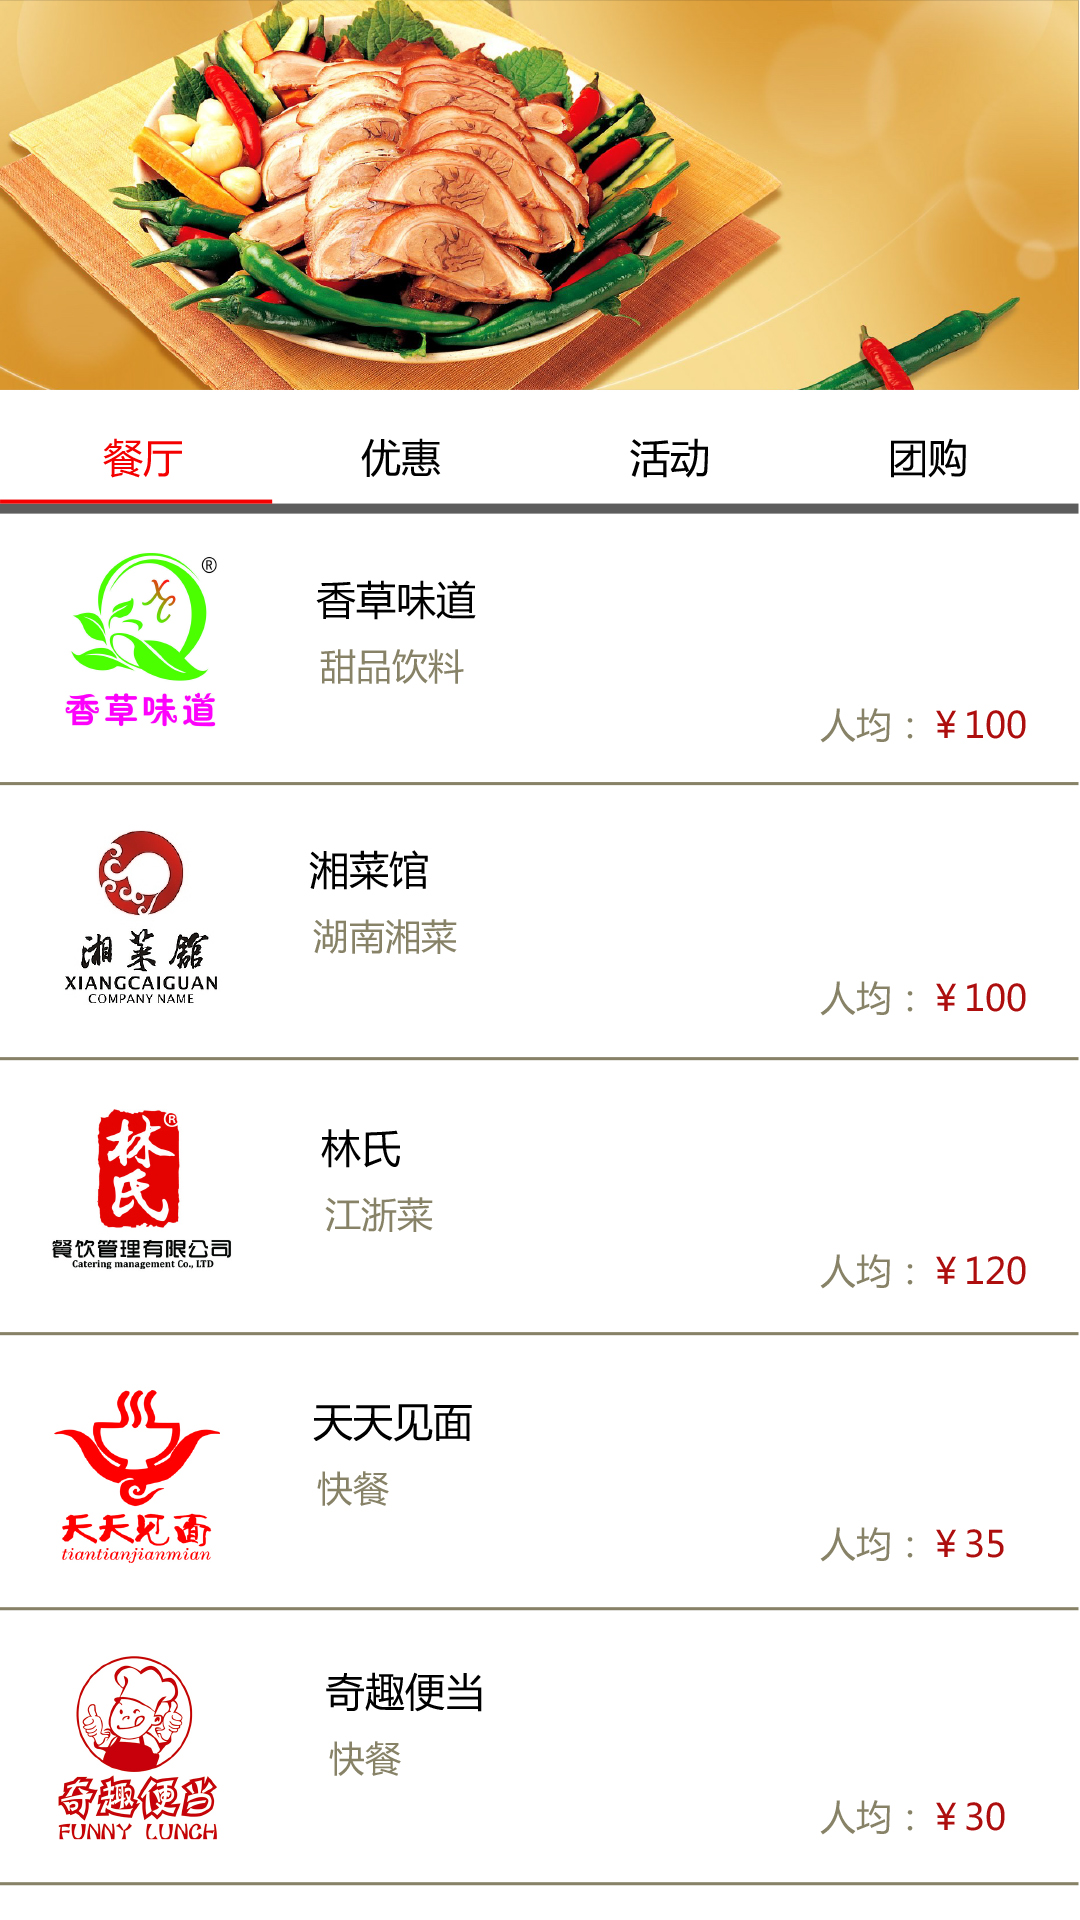 餐厅 优惠 活动 团购
®
XC
香草味道
香草味道
甜品饮料
人均：￥100
湘菜館
XIANGCAIGUAN
COMPANY NAME
湘菜馆
湖南湘菜
人均：￥100
林氏®
餐饮管理有限公司
Catering management Co., LTD
林氏
江浙菜
人均：￥120
天天见面
tiantianjianmian
天天见面
快餐
人均：￥35
奇趣便当
FUNNY LUNCH
奇趣便当
快餐
人均：￥30